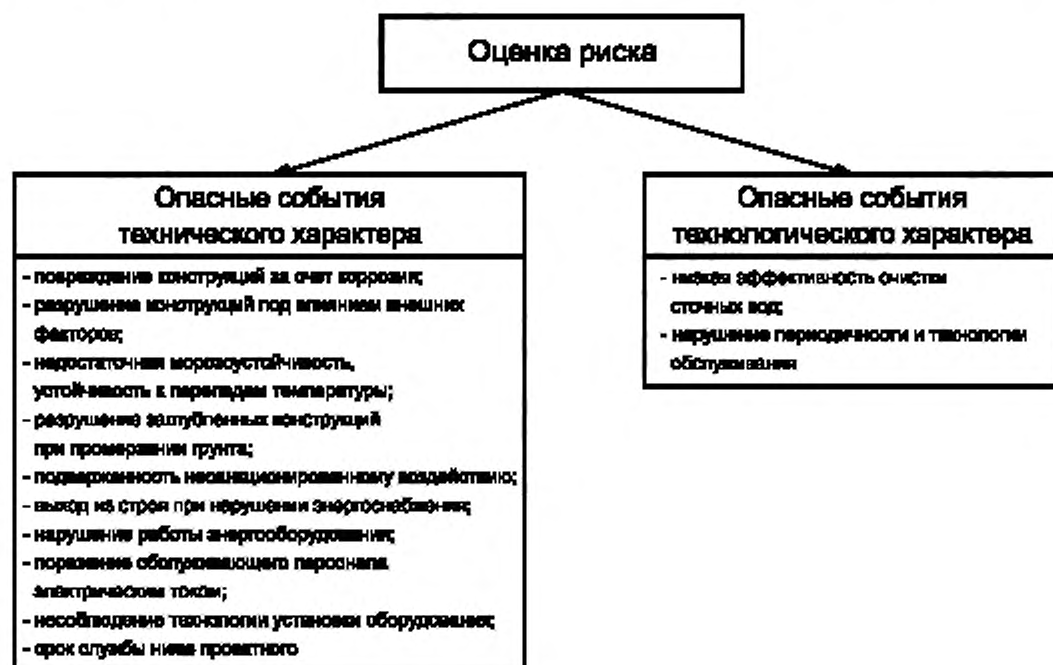 Оценка риска
Опасные события
технического характера
- повреждение конструкций за счет коррозии;
- разрушение конструкций под влиянием внешних
факторов;
- недостаточная морозоустойчивость,
устойчивость к перепадам температуры;
- разрушение заглубленных конструкций
при промерзании грунта;
- подверженность несанкционированному воздействию;
- выход из строя при нарушении энергоснабжения;
- нарушение работы энергооборудования;
- поражение обслуживающего персонала
электрическим током;
- несоблюдение технологии установки оборудования;
- срок службы ниже проектного
Опасные события
технологического характера
- низкая эффективность очистки
сточных вод;
- нарушение периодичности и технологии
обслуживания